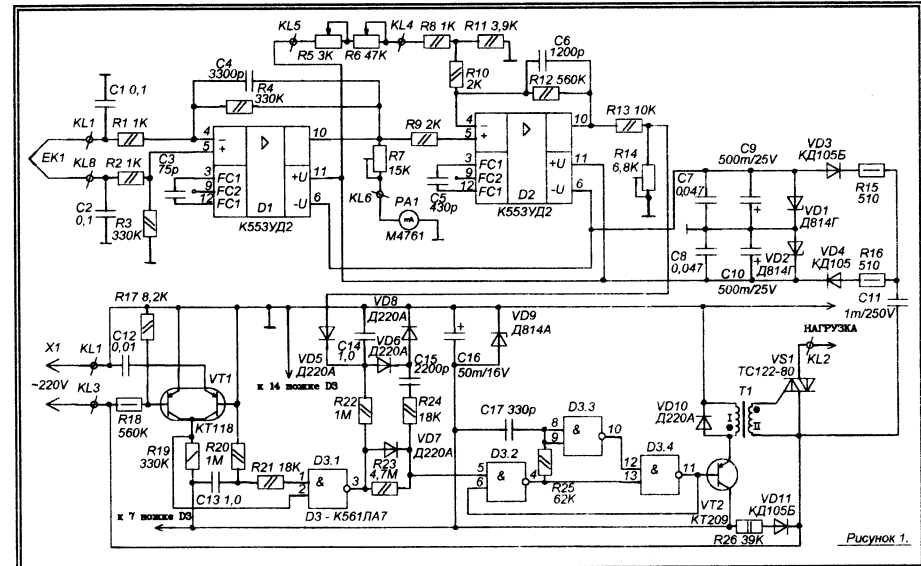 KL5
R5 3K
R6 47K
KL4
R8 1K
R11 3,9K
C6
1200p
R12 560K
R10
2K
C4
3300p
R4
330K
C1 0,1
KL1
R1 1K
EK1
KL8
R2 1K
C2
0,1
R3
330K
C3
75p
4
5
3
9
12
−
+
FC1
FC2
FC1
D1
10
11
6
+U
-U
К553УД2
R9 2K
R7
15K
KL6
PA1
mA
M4761
C5
430p
4
5
3
9
12
−
+
FC1
FC2
FC1
D2
10
11
6
+U
-U
К553УД2
R13 10K
R14
6,8K
C7
0,047
C8
0,047
C9
500m/25V
C10
500m/25V
VD1
Д814Г
VD2
Д814Г
VD3
КД105Б
VD4
КД105
R15
510
R16
510
C11
1m/250V
НАГРУЗКА
KL2
VS1
ТС122-80
T1
I
II
R17 8,2K
C12
0,01
X1
KL1
~220V
KL3
R18
560K
VT1
КТ118
R19
330K
R20
1M
C13 1,0
R21 18K
к 7 ножке D3
к 14 ножке D3
1
2
&
D3.1
3
D3 - К561ЛА7
VD5
Д220А
C14
1,0
VD8
Д220А
VD6
Д220А
C15
2200p
R22
1M
R24
18K
VD7
Д220А
R23
4,7M
C16
50m/16V
VD9
Д814А
C17 330p
D3.3
8
9
&
10
D3.2
5
6
&
4
R25
62K
D3.4
12
13
&
11
VD10
Д220А
VT2
КТ209
R26 39K
VD11
КД105Б
Рисунок 1.